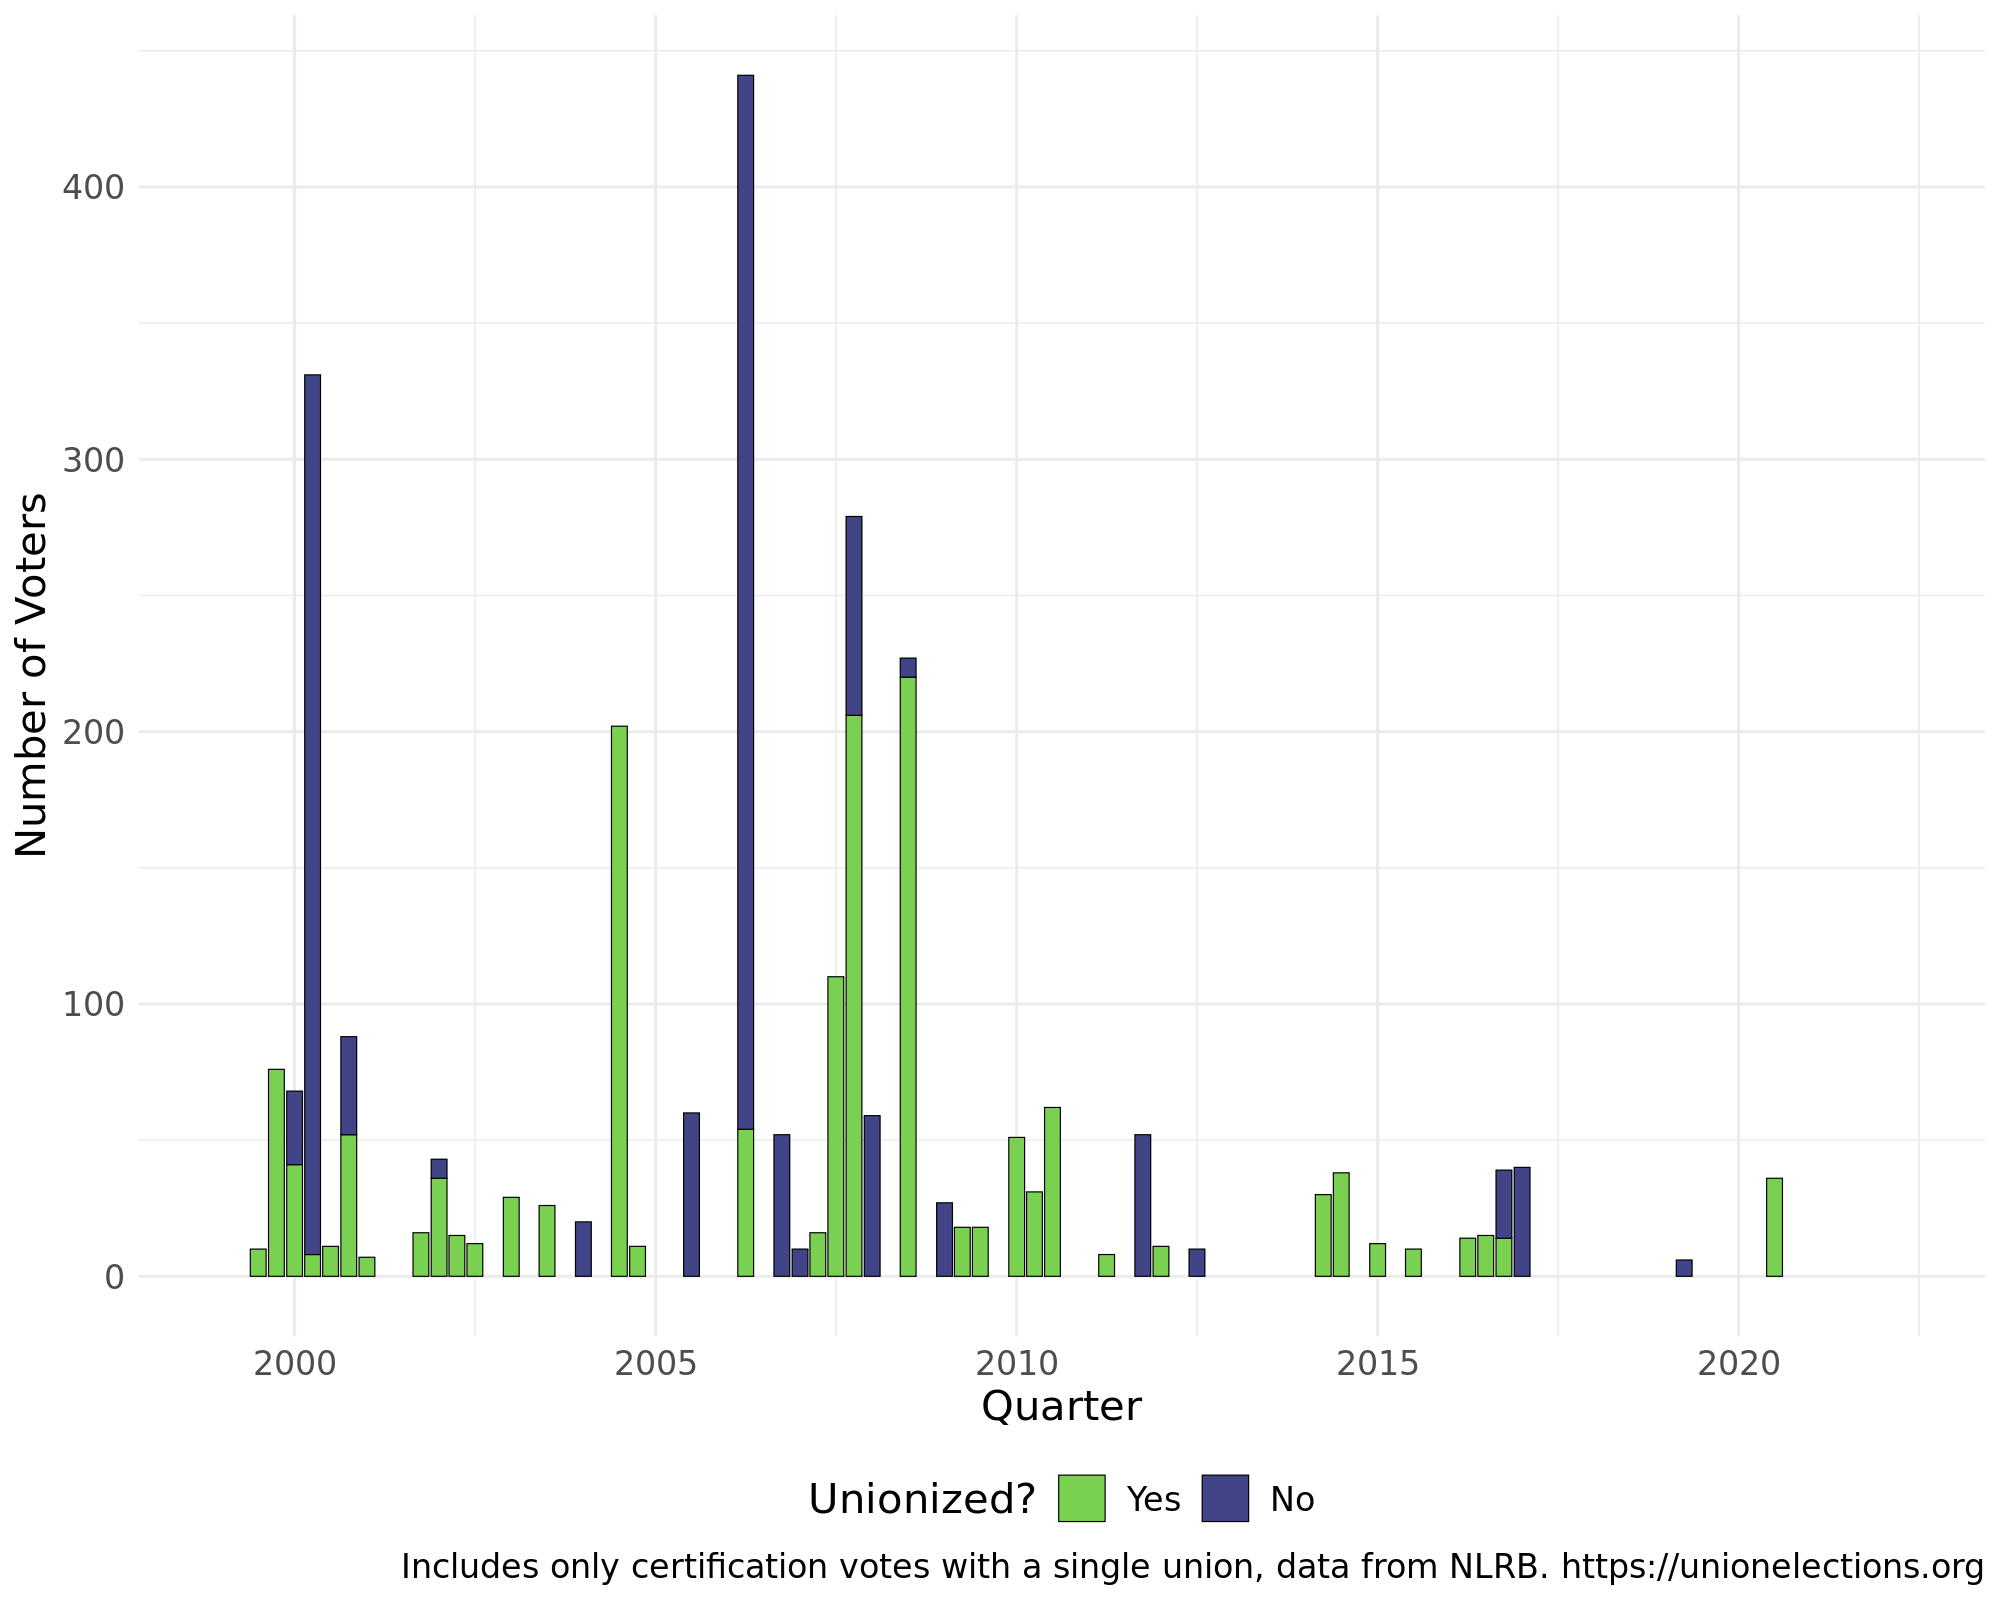 Number of Voters
400
300
200
100
0
2000 2005 2010 2015 2020
Quarter
Unionized? Yes No
Includes only certification votes with a single union, data from NLRB. https://unionelections.org